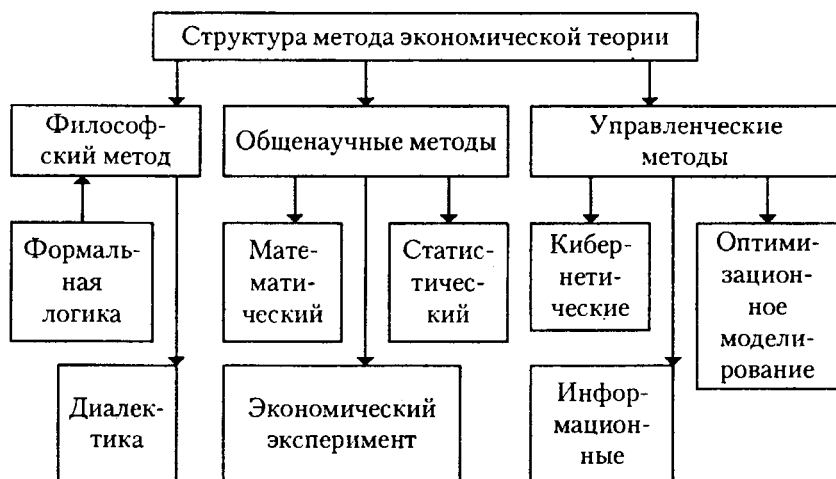 Структура метода экономической теории
Философ-
ский метод
Общенаучные методы
Управленческие
методы
Формаль-
ная
логика
Мате-
мати-
ческий
Статис-
тичес-
кий
Кибер-
нети-
ческие
Оптими-
зацион-
ное
модели-
рование
Диалек-
тика
Экономический
эксперимент
Инфор-
мацион-
ные